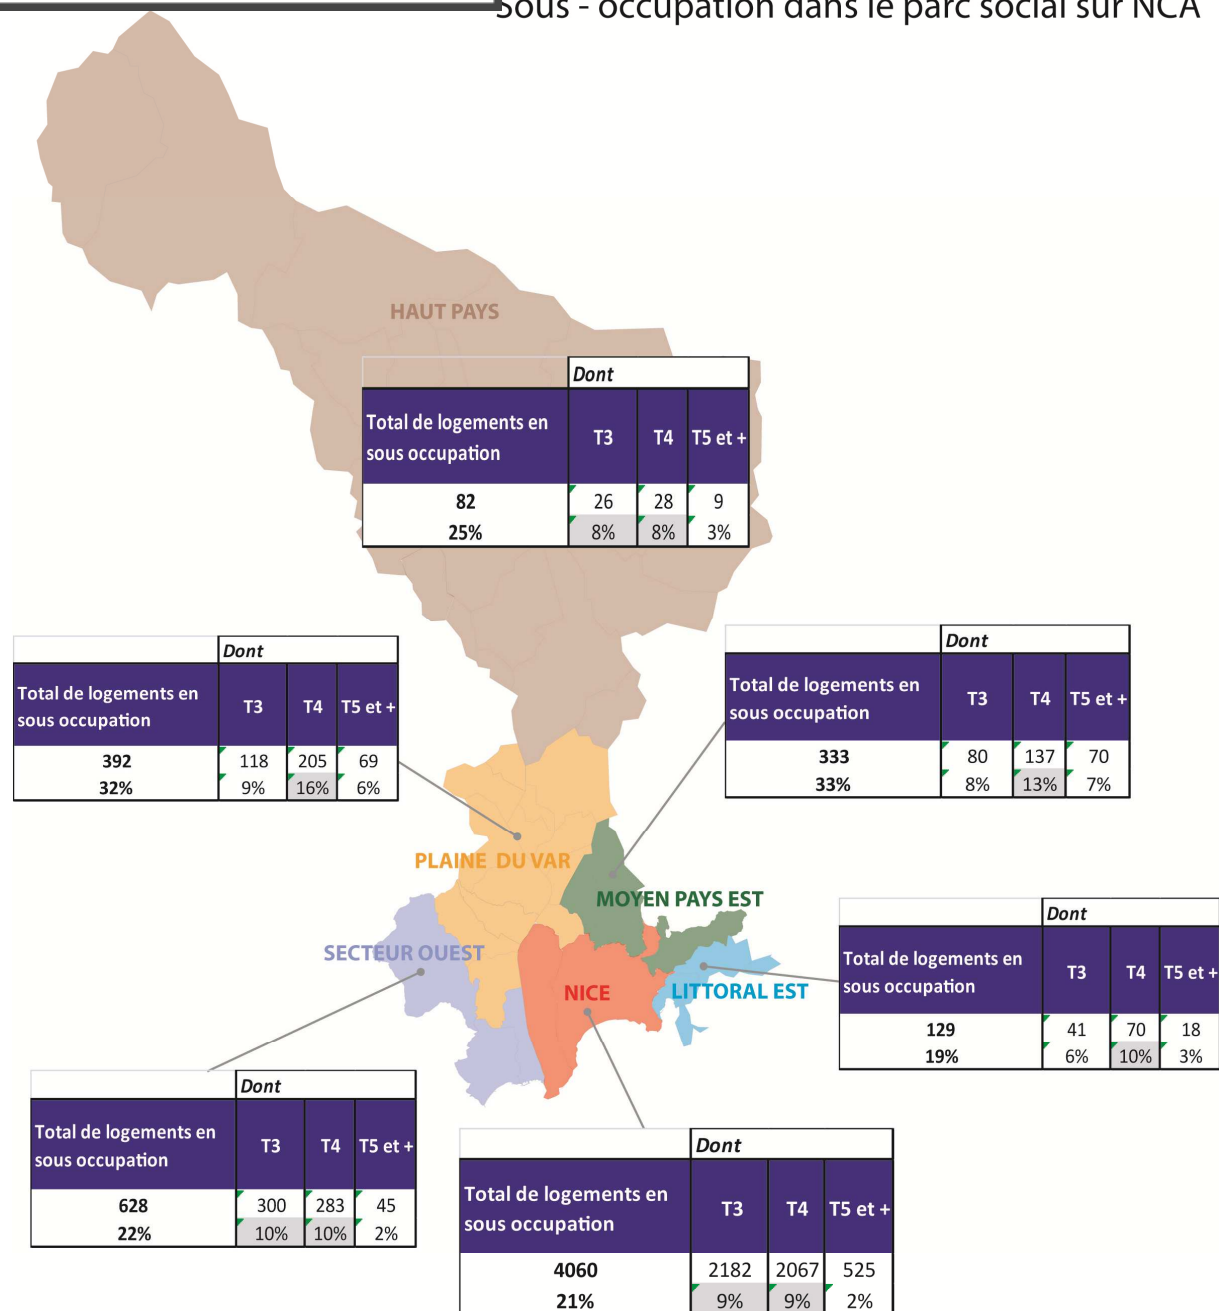 Sous - occupation dans le parc social sur NCA
HAUT PAYS
Dont
Total de logements en
sous occupation
T3 T4 T5 et +
82 26 28 9
25% 8% 8% 3%
Dont
Total de logements en
sous occupation
T3 T4 T5 et +
392 118 205 69
32% 9% 16% 6%
Dont
Total de logements en
sous occupation
T3 T4 T5 et +
333 80 137 70
33% 8% 13% 7%
PLAINE DU VAR
MOYEN PAYS EST
SECTEUR OUEST
NICE
LITTORAL EST
Dont
Total de logements en
sous occupation
T3 T4 T5 et +
129 41 70 18
19% 6% 10% 3%
Dont
Total de logements en
sous occupation
T3 T4 T5 et +
628 300 283 45
22% 10% 10% 2%
Dont
Total de logements en
sous occupation
T3 T4 T5 et +
4060 2182 2067 525
21% 9% 9% 2%